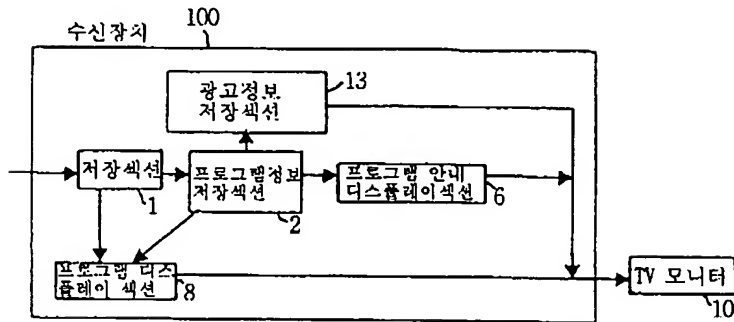 수신장치
100
광고정보
저장섹션
13
저장섹션
1
프로그램정보
저장섹션
2
프로그램 안내
디스플레이섹션
6
프로그램 디스
플레이 섹션
8
TV 모니터
10